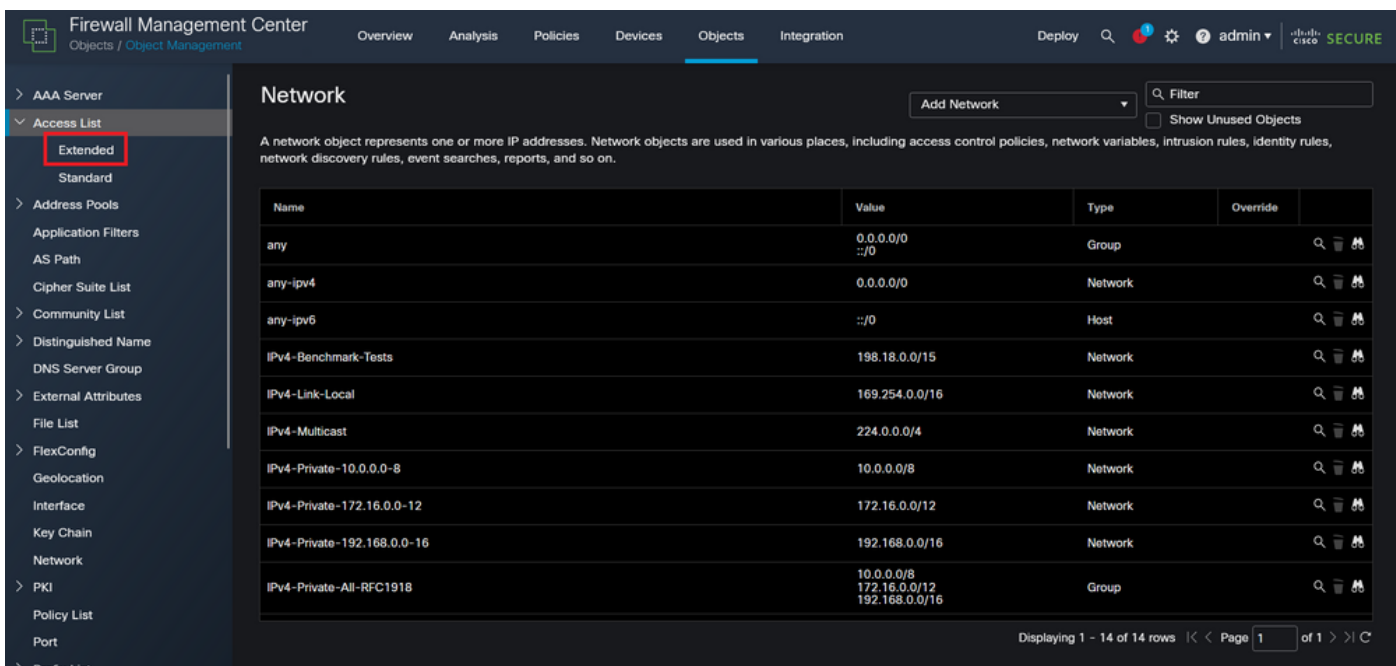 Firewall Management Center
Objects / Object Management
Overview
Analysis
Policies
Devices
Objects
Integration
Deploy
1
?
admin
cisco SECURE
AAA Server
Access List
Extended
Standard
Address Pools
Application Filters
AS Path
Cipher Suite List
Community List
Distinguished Name
DNS Server Group
External Attributes
File List
FlexConfig
Geolocation
Interface
Key Chain
Network
PKI
Policy List
Port
Network
Add Network
Filter
Show Unused Objects
A network object represents one or more IP addresses. Network objects are used in various places, including access control policies, network variables, intrusion rules, identity rules,
network discovery rules, event searches, reports, and so on.
Name Value Type Override
any 0.0.0.0/0 Group
::/0
any-ipv4 0.0.0.0/0 Network
any-ipv6 ::/0 Host
IPv4-Benchmark-Tests 198.18.0.0/15 Network
IPv4-Link-Local 169.254.0.0/16 Network
IPv4-Multicast 224.0.0.0/4 Network
IPv4-Private-10.0.0.0-8 10.0.0.0/8 Network
IPv4-Private-172.16.0.0-12 172.16.0.0/12 Network
IPv4-Private-192.168.0.0-16 192.168.0.0/16 Network
IPv4-Private-All-RFC1918 10.0.0.0/8 Group
172.16.0.0/12
192.168.0.0/16
Displaying 1 - 14 of 14 rows |< < Page 1 of 1 > >| C